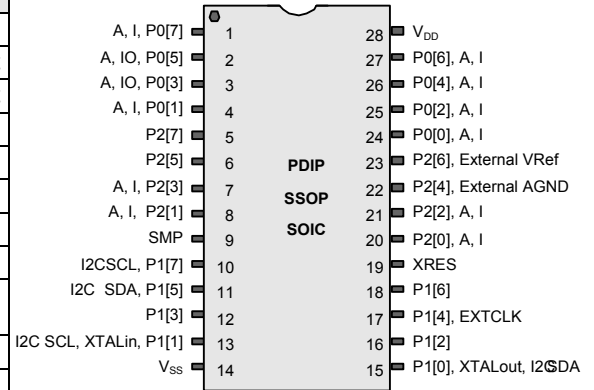 A, I, P0[7] 1
A, IO, P0[5] 2
A, IO, P0[3] 3
A, I, P0[1] 4
P2[7] 5
P2[5] 6
A, I, P2[3] 7
A, I, P2[1] 8
SMP 9
I2CSCL, P1[7] 10
I2C SDA, P1[5] 11
P1[3] 12
I2C SCL, XTALin, P1[1] 13
VSS 14
PDIP
SSOP
SOIC
28 VDD
27 P0[6], A, I
26 P0[4], A, I
25 P0[2], A, I
24 P0[0], A, I
23 P2[6], External VRef
22 P2[4], External AGND
21 P2[2], A, I
20 P2[0], A, I
19 XRES
18 P1[6]
17 P1[4], EXTCLK
16 P1[2]
15 P1[0], XTALout, I2CSDA